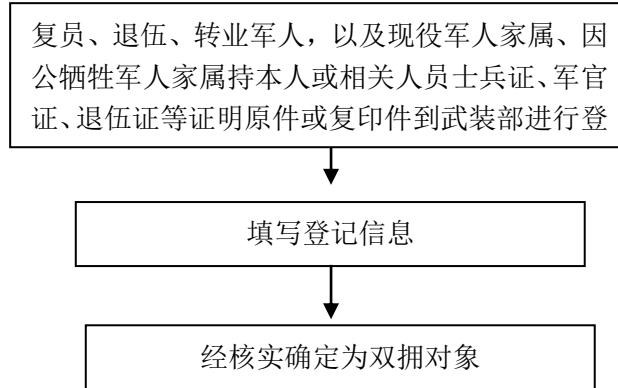 复员、退伍、转业军人，以及现役军人家属、因
公牺牲军人家属持本人或相关人员士兵证、军官
证、退伍证等证明原件或复印件到武装部进行登
填写登记信息
经核实确定为双拥对象